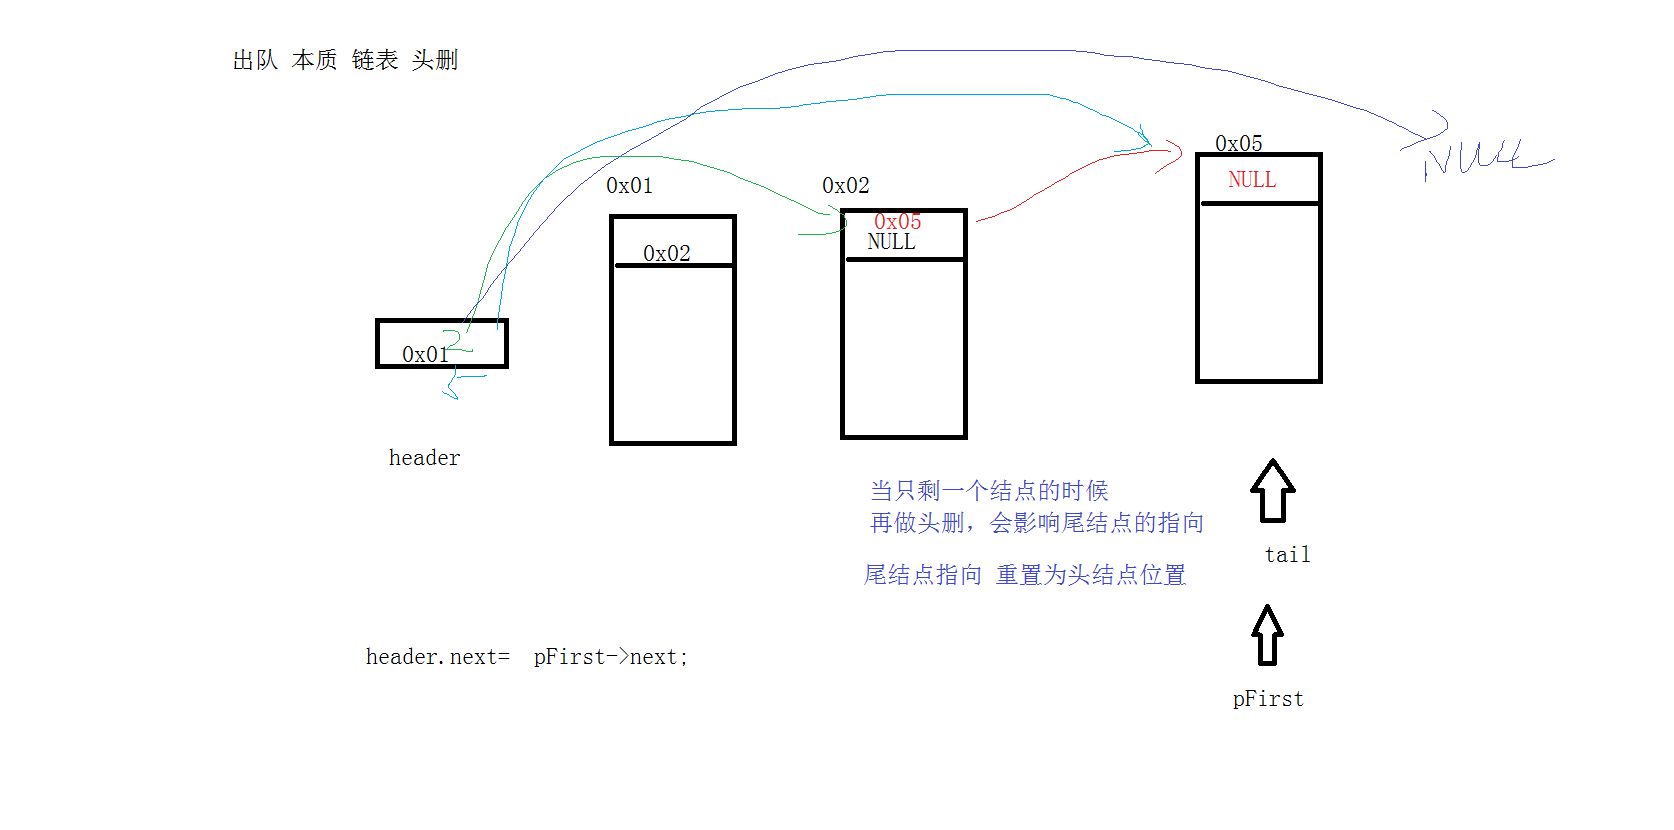 出队 本质 链表 头删
NULL
0x05
NULL
0x01
0x02
0x05
NULL
0x02
2
0x01
header
当只剩一个结点的时候
再做头删，会影响尾结点的指向
tail
尾结点指向 重置为头结点位置
header.next= pFirst->next;
pFirst